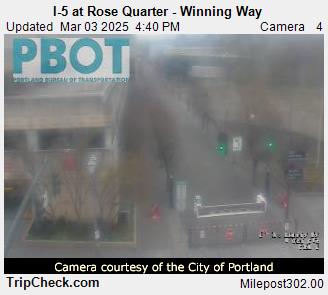 I-5 at Rose Quarter - Winning Way
Updated Mar 03 2025 4:40 PM Camera 4
PBOT
PORTLAND BUREAU OF TRANSPORTATION
Camera courtesy of the City of Portland
TripCheck.com Milepost302.00